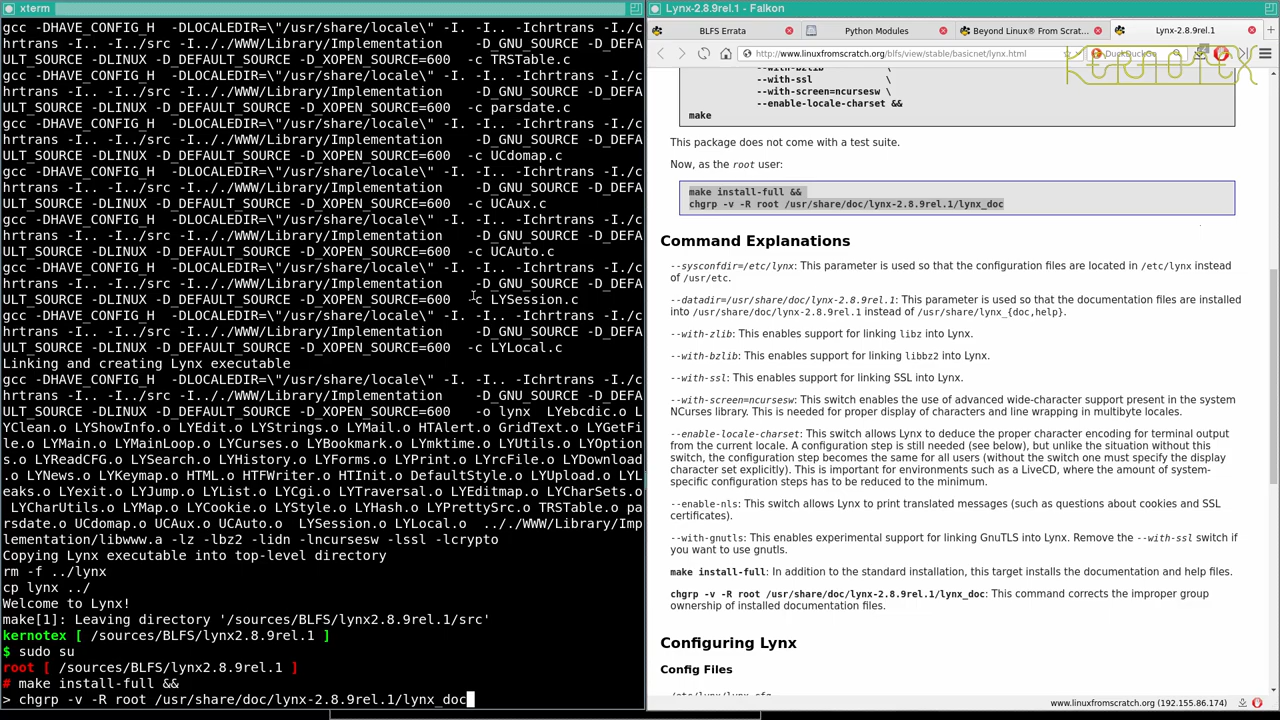 xterm
gcc -DHAVE_CONFIG_H  -DLOCALEDIR=\"/usr/share/locale\" -I. -I.. -Ichrtrans -I./c
hrtrans -I.. -I../src -I../../WWW/Library/Implementation    -D_GNU_SOURCE -D_DEFA
ULT_SOURCE -DLINUX -D_DEFAULT_SOURCE -D_XOPEN_SOURCE=600  -c TRSTable.c
gcc -DHAVE_CONFIG_H  -DLOCALEDIR=\"/usr/share/locale\" -I. -I.. -Ichrtrans -I./c
hrtrans -I.. -I../src -I../../WWW/Library/Implementation    -D_GNU_SOURCE -D_DEFA
ULT_SOURCE -DLINUX -D_DEFAULT_SOURCE -D_XOPEN_SOURCE=600  -c parsdate.c
gcc -DHAVE_CONFIG_H  -DLOCALEDIR=\"/usr/share/locale\" -I. -I.. -Ichrtrans -I./c
hrtrans -I.. -I../src -I../../WWW/Library/Implementation    -D_GNU_SOURCE -D_DEFA
ULT_SOURCE -DLINUX -D_DEFAULT_SOURCE -D_XOPEN_SOURCE=600  -c UCdomap.c
gcc -DHAVE_CONFIG_H  -DLOCALEDIR=\"/usr/share/locale\" -I. -I.. -Ichrtrans -I./c
hrtrans -I.. -I../src -I../../WWW/Library/Implementation    -D_GNU_SOURCE -D_DEFA
ULT_SOURCE -DLINUX -D_DEFAULT_SOURCE -D_XOPEN_SOURCE=600  -c UCAux.c
gcc -DHAVE_CONFIG_H  -DLOCALEDIR=\"/usr/share/locale\" -I. -I.. -Ichrtrans -I./c
hrtrans -I.. -I../src -I../../WWW/Library/Implementation    -D_GNU_SOURCE -D_DEFA
ULT_SOURCE -DLINUX -D_DEFAULT_SOURCE -D_XOPEN_SOURCE=600  -c UCAuto.c
gcc -DHAVE_CONFIG_H  -DLOCALEDIR=\"/usr/share/locale\" -I. -I.. -Ichrtrans -I./c
hrtrans -I.. -I../src -I../../WWW/Library/Implementation    -D_GNU_SOURCE -D_DEFA
ULT_SOURCE -DLINUX -D_DEFAULT_SOURCE -D_XOPEN_SOURCE=600  -c LYSession.c
gcc -DHAVE_CONFIG_H  -DLOCALEDIR=\"/usr/share/locale\" -I. -I.. -Ichrtrans -I./c
hrtrans -I.. -I../src -I../../WWW/Library/Implementation    -D_GNU_SOURCE -D_DEFA
ULT_SOURCE -DLINUX -D_DEFAULT_SOURCE -D_XOPEN_SOURCE=600  -c LYLocal.c
Linking and creating Lynx executable
gcc -DHAVE_CONFIG_H  -DLOCALEDIR=\"/usr/share/locale\" -I. -I.. -Ichrtrans -I./c
hrtrans -I.. -I../src -I../../WWW/Library/Implementation    -D_GNU_SOURCE -D_DEFA
ULT_SOURCE -DLINUX -D_DEFAULT_SOURCE -D_XOPEN_SOURCE=600  -o lynx  LYebcdic.o L
YClean.o LYShowInfo.o LYEdit.o LYStrings.o LYMail.o HTAlert.o GridText.o LYGetFi
le.o LYMain.o LYMainLoop.o LYCurses.o LYBookmark.o LYmktime.o LYUtils.o LYOption
s.o LYReadCFG.o LYSearch.o LYHistory.o LYForms.o LYPrint.o LYrcFile.o LYDownload
.o LYNews.o LYKeymap.o HTML.o HTFWriter.o HTInit.o DefaultStyle.o LYUpload.o LYL
eaks.o LYexit.o LYJump.o LYList.o LYCgi.o LYTraversal.o LYEditmap.o LYCharSets.o
LYCharUtils.o LYMap.o LYCookie.o LYStyle.o LYHash.o LYPrettySrc.o TRSTable.o pa
rsdate.o UCdomap.o UCAux.o UCAuto.o  LYSession.o LYLocal.o  ../../WWW/Library/Imp
lementation/libwww.a -lz -lbz2 -lidn -lncursesw -lssl -lcrypto
Copying Lynx executable into top-level directory
rm -f ../lynx
cp lynx ../
Welcome to Lynx!
make[1]: Leaving directory '/sources/BLFS/lynx2.8.9rel.1/src'
kernotex [ /sources/BLFS/lynx2.8.9rel.1 ]
$ sudo su
root [ /sources/BLFS/lynx2.8.9rel.1 ]
# make install-full &&
> chgrp -v -R root /usr/share/doc/lynx-2.8.9rel.1/lynx_doc
Lynx-2.8.9rel.1 - Falkon
BLFS Errata
Python Modules
Beyond Linux® From Scrat...
Lynx-2.8.9rel.1
http://www.linuxfromscratch.org/blfs/view/stable/basicnet/lynx.html
DuckDuckGo
KERNOTEX
--with-bzlib \
--with-ssl \
--with-screen=ncursesw \
--enable-locale-charset &&
make
This package does not come with a test suite.
Now, as the root user:
make install-full &&
chgrp -v -R root /usr/share/doc/lynx-2.8.9rel.1/lynx_doc
Command Explanations
--sysconfdir=/etc/lynx: This parameter is used so that the configuration files are located in /etc/lynx instead
of /usr/etc.
--datadir=/usr/share/doc/lynx-2.8.9rel.1: This parameter is used so that the documentation files are installed
into /usr/share/doc/lynx-2.8.9rel.1 instead of /usr/share/lynx_{doc,help}.
--with-zlib: This enables support for linking libz into Lynx.
--with-bzlib: This enables support for linking libbz2 into Lynx.
--with-ssl: This enables support for linking SSL into Lynx.
--with-screen=ncursesw: This switch enables the use of advanced wide-character support present in the system
NCurses library. This is needed for proper display of characters and line wrapping in multibyte locales.
--enable-locale-charset: This switch allows Lynx to deduce the proper character encoding for terminal output
from the current locale. A configuration step is still needed (see below), but unlike the situation without this
switch, the configuration step becomes the same for all users (without the switch one must specify the display
character set explicitly). This is important for environments such as a LiveCD, where the amount of system-
specific configuration steps has to be reduced to the minimum.
--enable-nls: This switch allows Lynx to print translated messages (such as questions about cookies and SSL
certificates).
--with-gnutls: This enables experimental support for linking GnuTLS into Lynx. Remove the --with-ssl switch if
you want to use gnutls.
make install-full: In addition to the standard installation, this target installs the documentation and help files.
chgrp -v -R root /usr/share/doc/lynx-2.8.9rel.1/lynx_doc: This command corrects the improper group
ownership of installed documentation files.
Configuring Lynx
Config Files
/etc/lynx/lynx.cfg
www.linuxfromscratch.org (192.155.86.174)